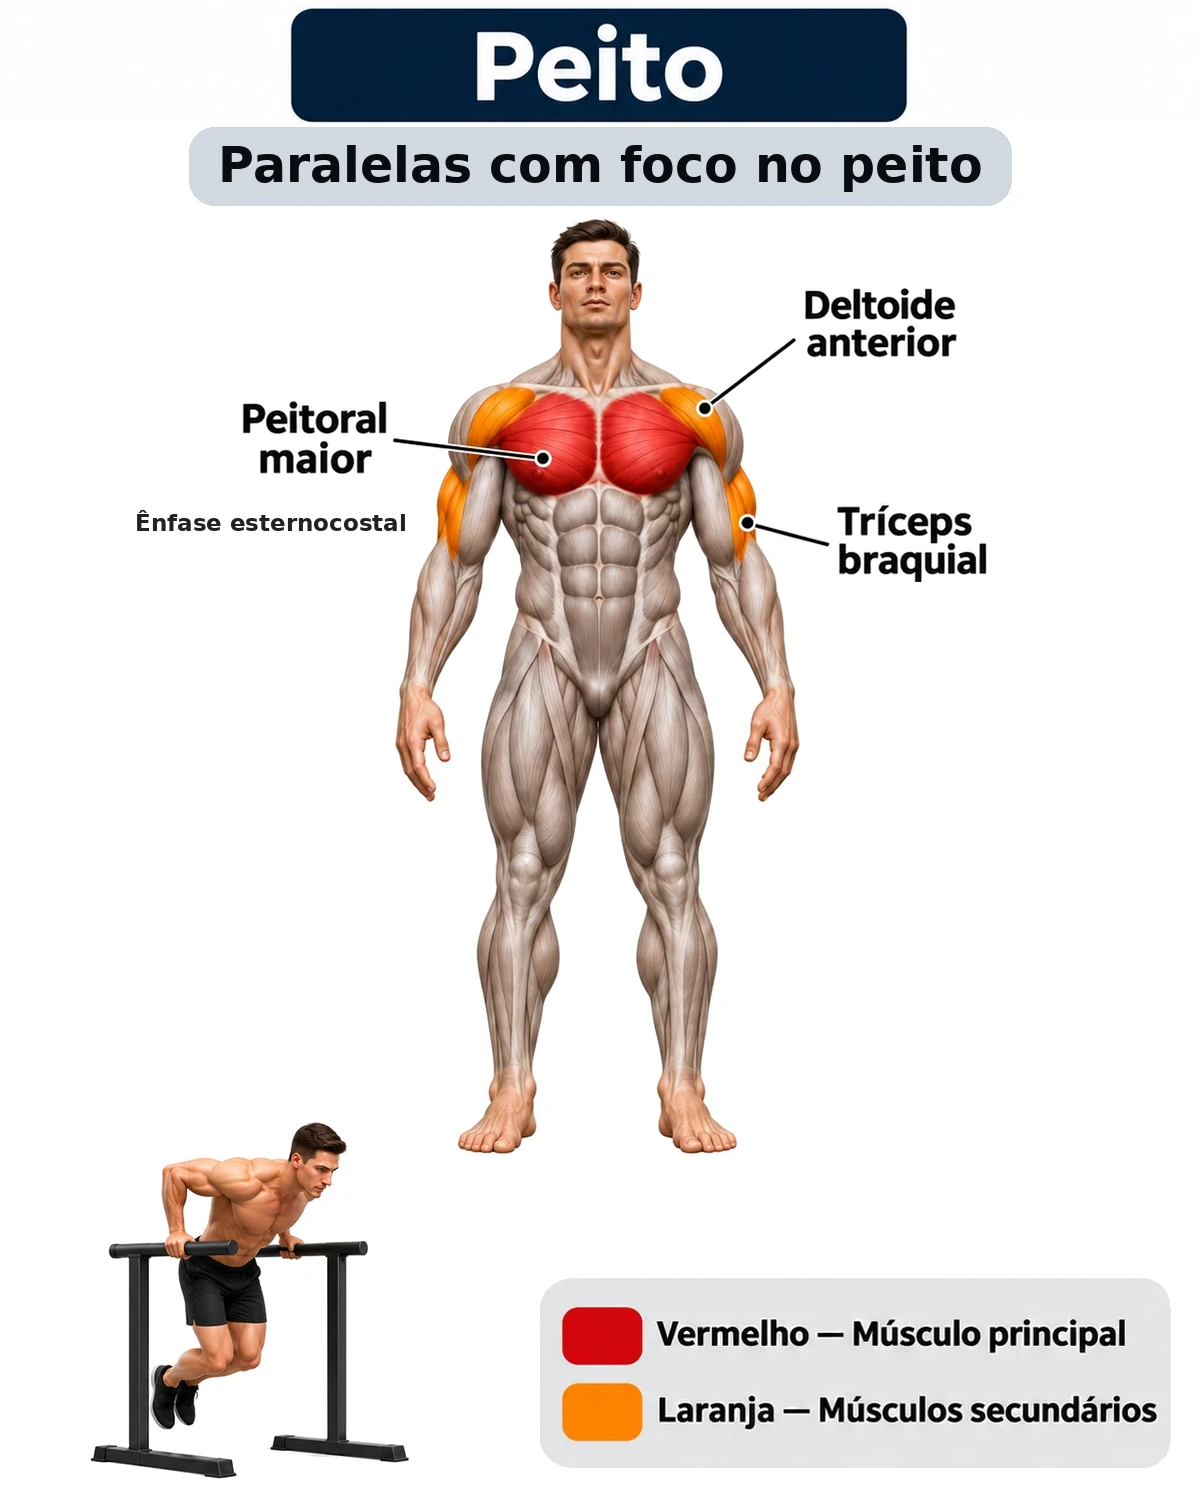 Peito
Paralelas com foco no peito
Deltoide
anterior
Peitoral
maior
Ênfase esternocostal
Tríceps
braquial
Vermelho — Músculo principal
Laranja — Músculos secundários